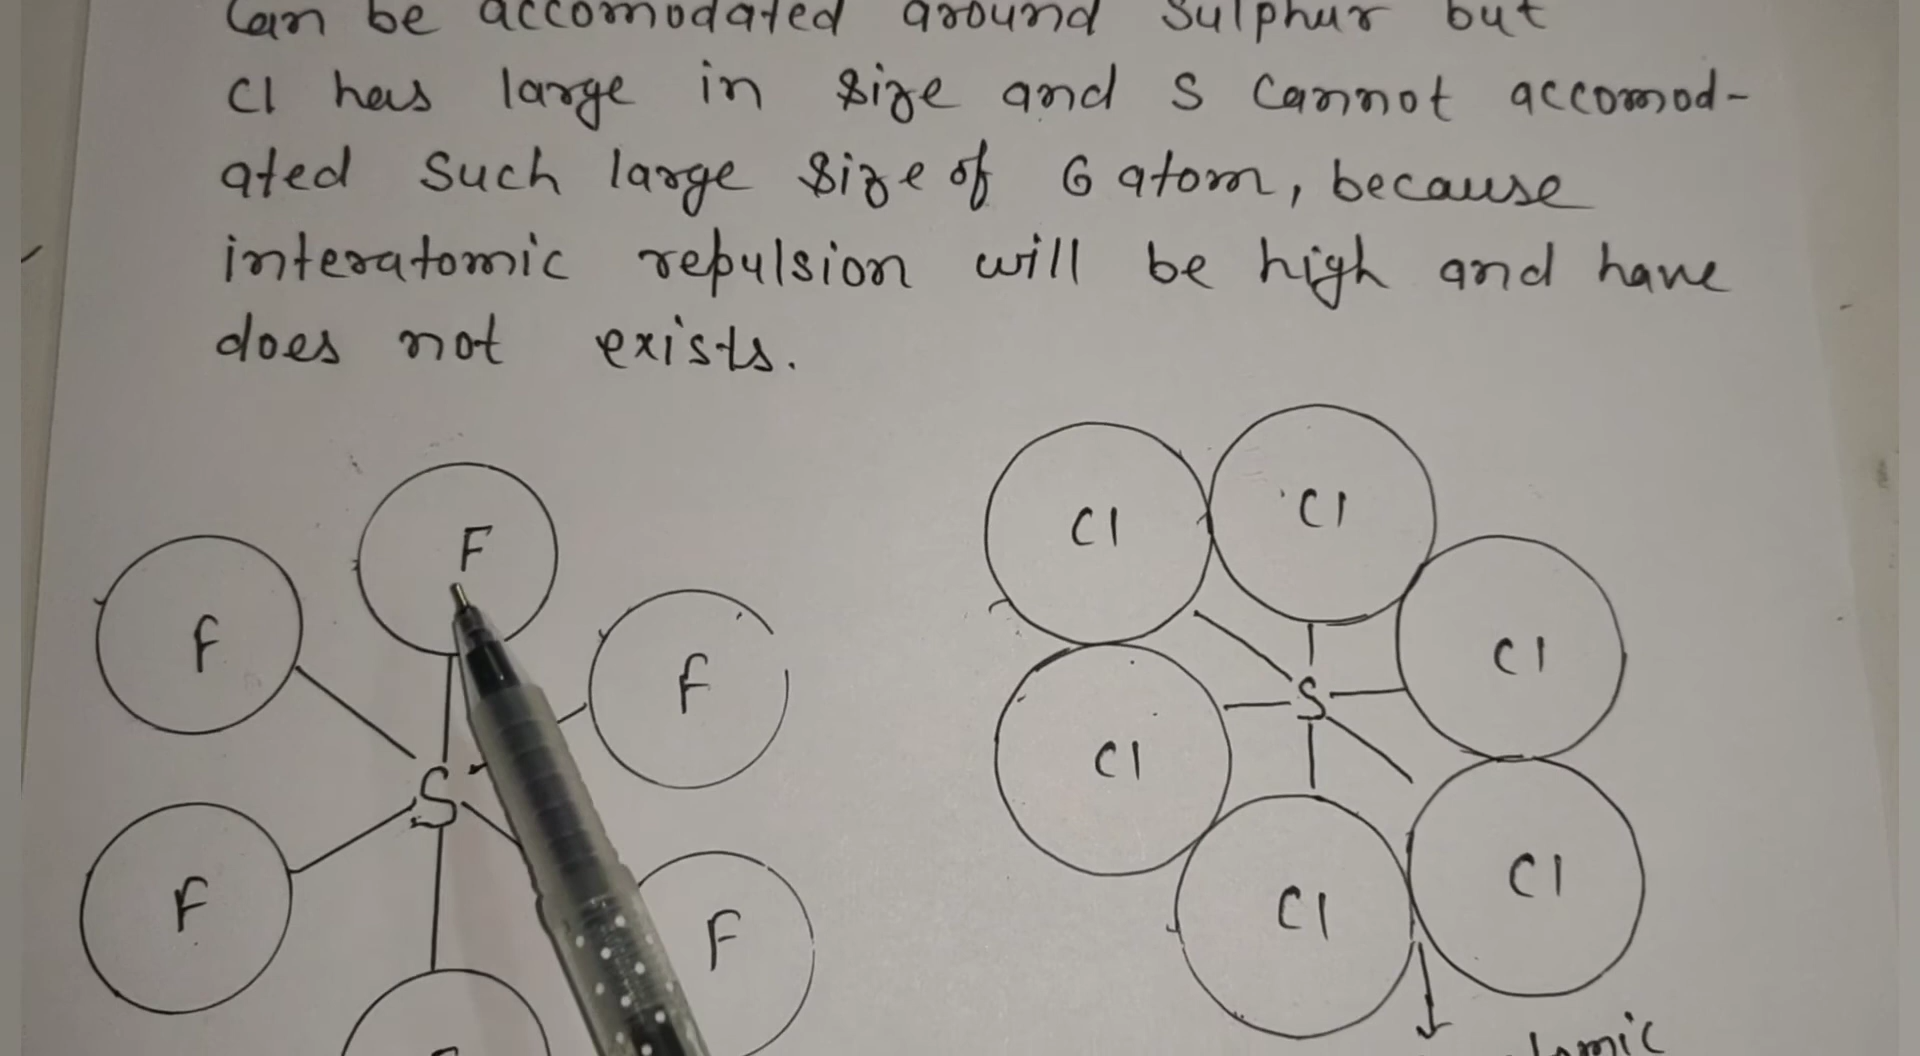 Can be accomodated around Sulphur but
Cl has large in size and S cannot accomod-
ated such large size of 6 atom, because
interatomic repulsion will be high and have
does not exists.
F
F
F
S
F
F
Cl
Cl
Cl
S
Cl
Cl
Cl